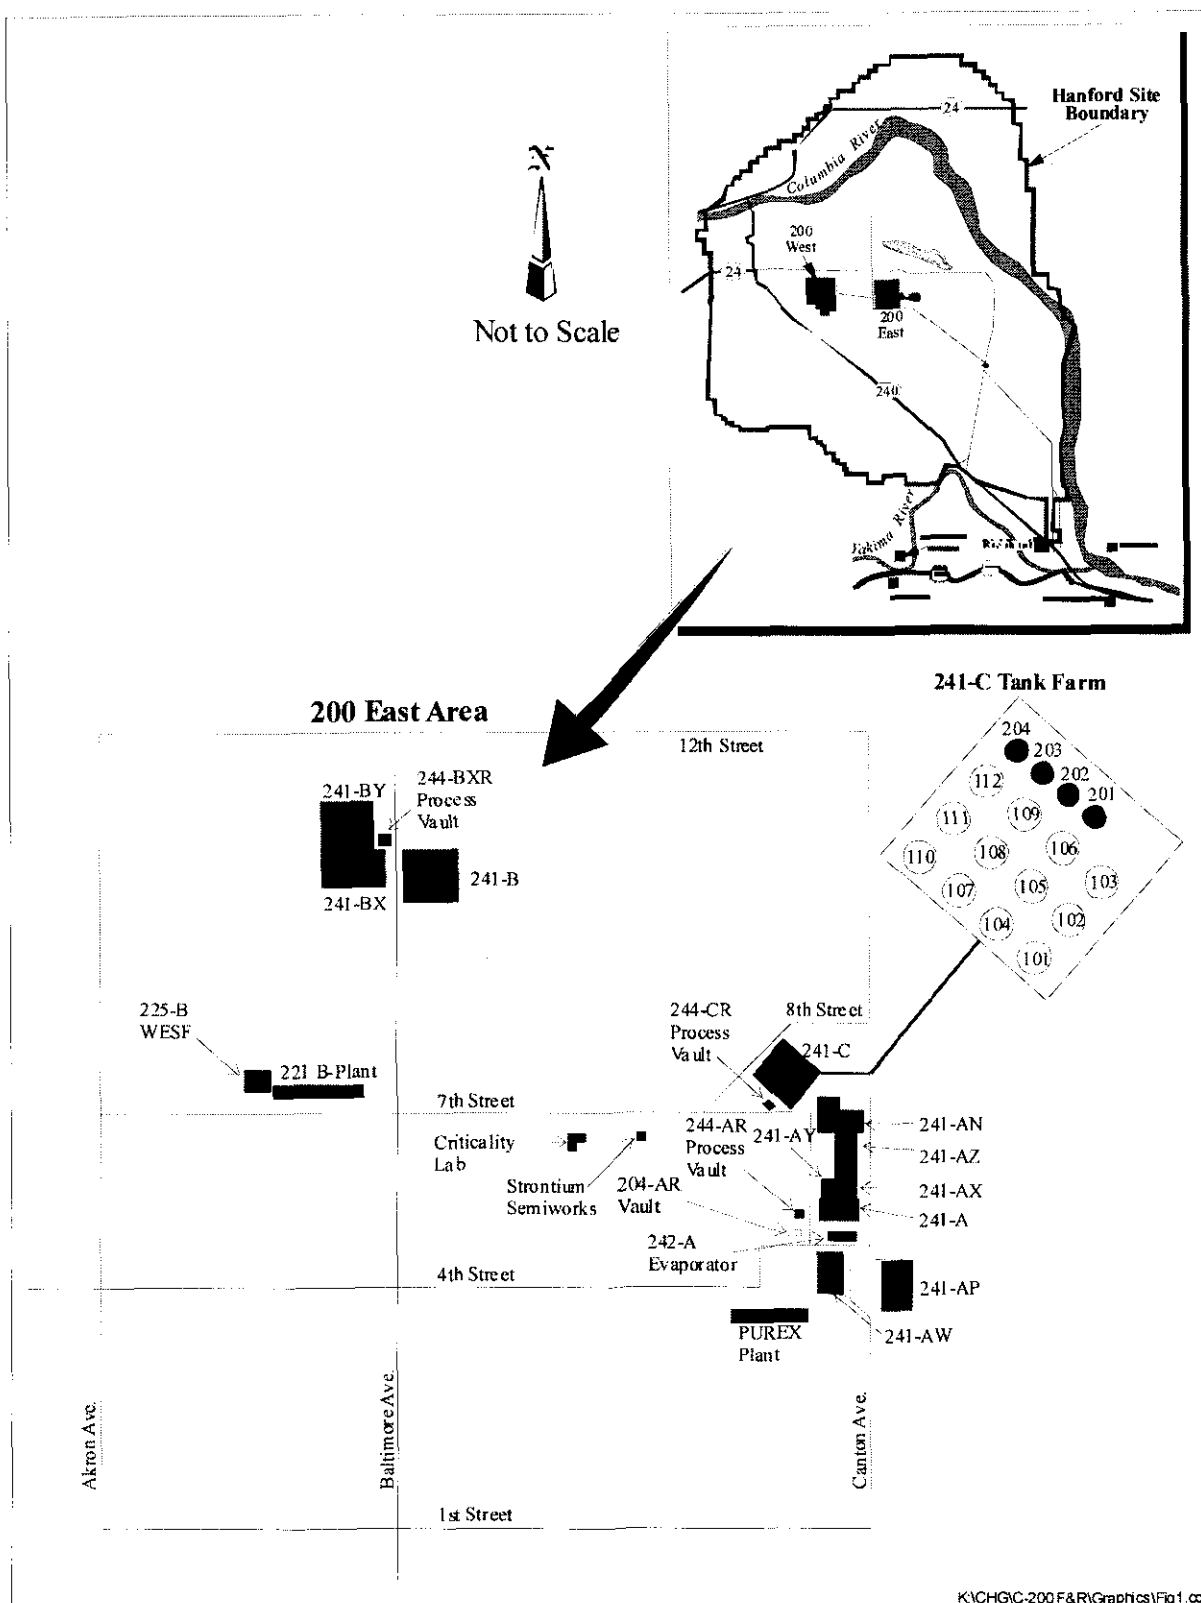 Hanford Site
Boundary
24
Columbia River
200
West
24
200
East
240
Yakima River
N
Not to Scale
241-C Tank Farm
204
203
202
201
112
111
109
110
108
106
107
105
103
104
102
101
200 East Area
12th Street
241-BY
244-BXR
Process
Vault
241-B
241-BX
225-B
WESF
221 B-Plant
244-CR
Process
Vault
8th Street
241-C
7th Street
Criticality
Lab
Strontium
Semiworks
244-AR
Process
Vault
241-AY
241-AN
241-AZ
241-AX
241-A
204-AR
Vault
242-A
Evaporator
4th Street
241-AP
241-AW
PUREX
Plant
Akron Ave.
Baltimore Ave.
Canton Ave.
1st Street
K:\CHG\C-200 F&R\Graphics\Fig1.